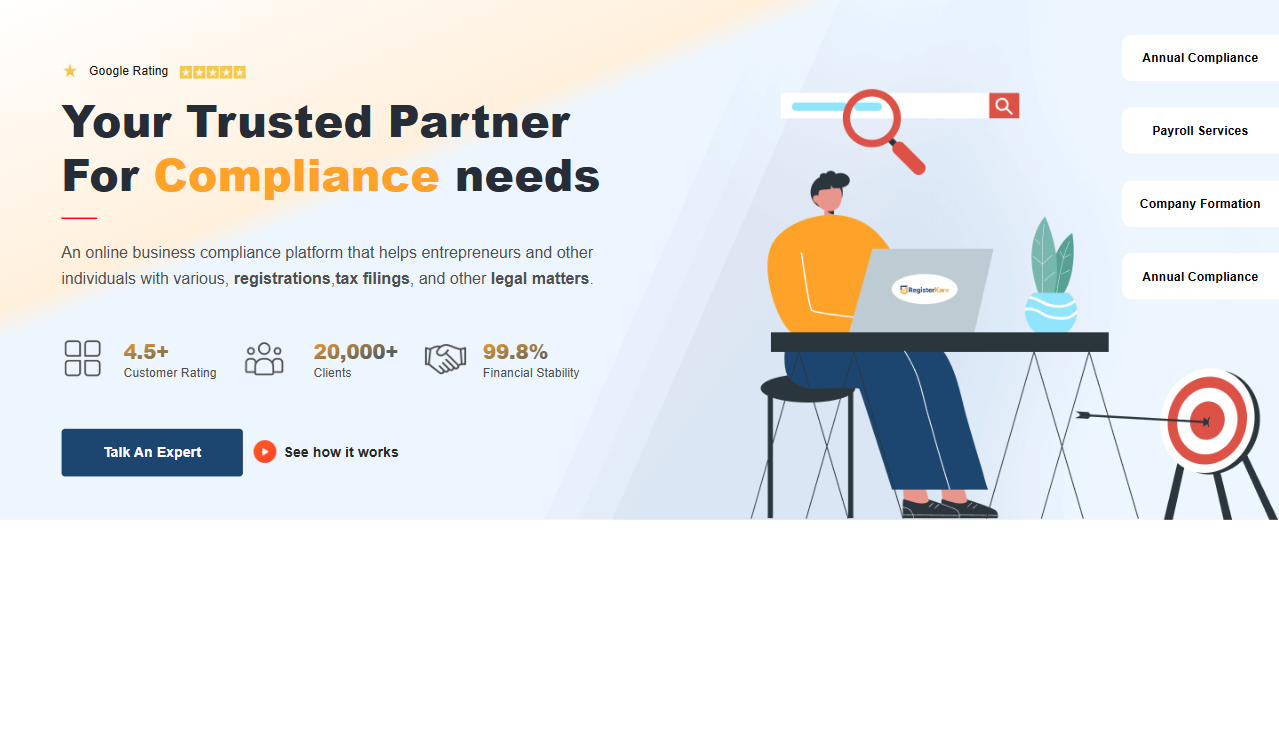 Google Rating
Your Trusted Partner
For Compliance needs
An online business compliance platform that helps entrepreneurs and other
individuals with various, registrations,tax filings, and other legal matters.
4.5+
Customer Rating
20,000+
Clients
99.8%
Financial Stability
Talk An Expert
See how it works
RegisterKaro
Annual Compliance
Payroll Services
Company Formation
Annual Compliance